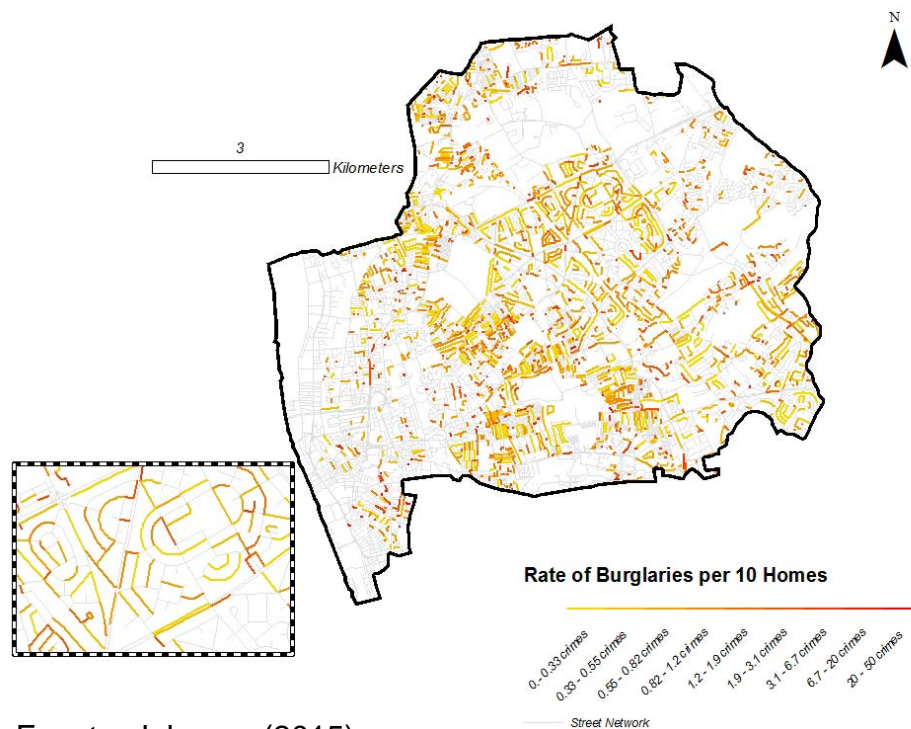 N
3
Kilometers
Rate of Burglaries per 10 Homes
0.- 0.33 crimes
0.33 - 0.55 crimes
0.55 - 0.82 crimes
0.82 - 1.2 crimes
1.2 - 1.9 crimes
1.9 - 3.1 crimes
3.1 - 6.7 crimes
6.7 - 20 crimes
20 - 50 crimes
Street Network
(2015)